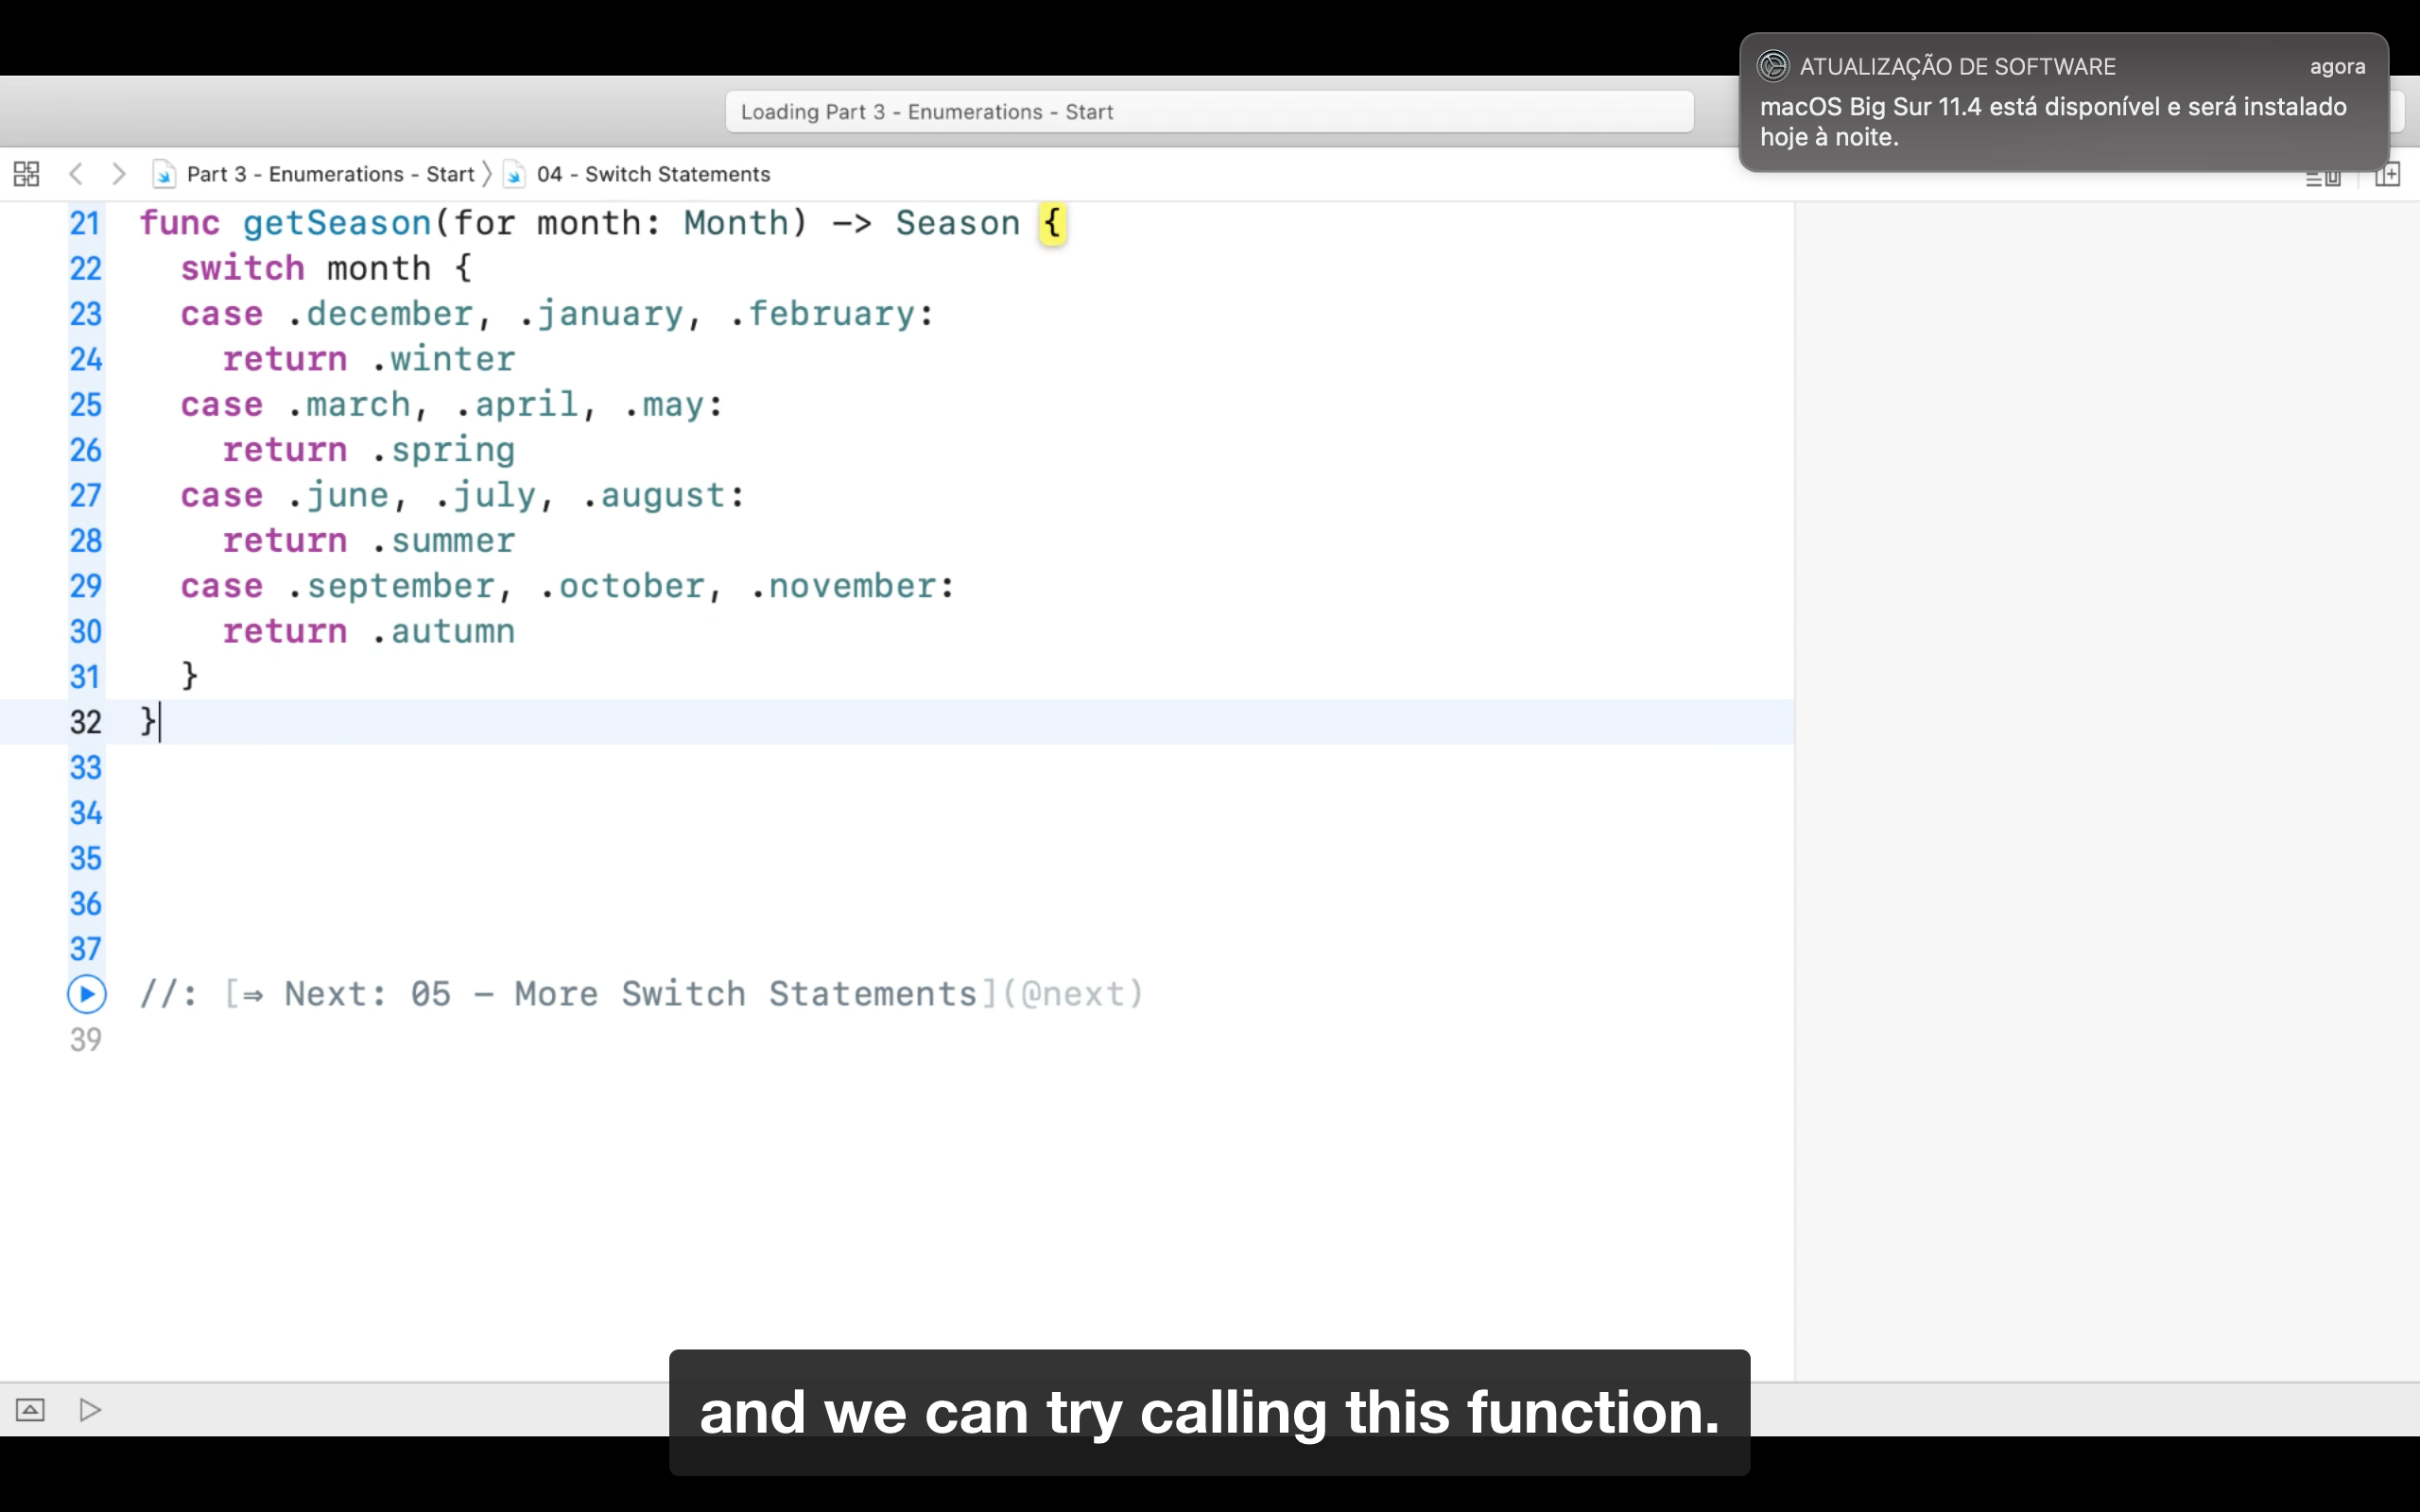 ATUALIZAÇÃO DE SOFTWARE agora
macOS Big Sur 11.4 está disponível e será instalado
hoje à noite.
Loading Part 3 - Enumerations - Start
Part 3 - Enumerations - Start 04 - Switch Statements
21 func getSeason(for month: Month) -> Season {
22 switch month {
23 case .december, .january, .february:
24 return .winter
25 case .march, .april, .may:
26 return .spring
27 case .june, .july, .august:
28 return .summer
29 case .september, .october, .november:
30 return .autumn
31 }
32 }
33
34
35
36
37
//: [⇒ Next: 05 - More Switch Statements](@next)
39
and we can try calling this function.